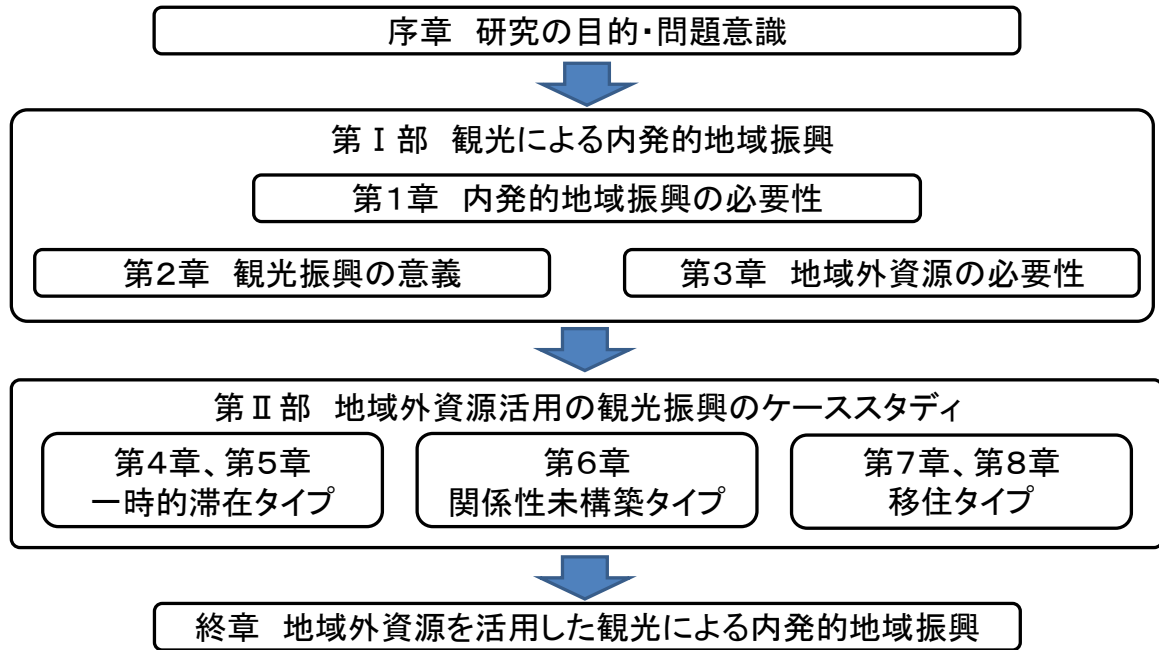 序章 研究の目的・問題意識
第Ⅰ部 観光による内発的地域振興
第1章 内発的地域振興の必要性
第2章 観光振興の意義
第3章 地域外資源の必要性
第Ⅱ部 地域外資源活用の観光振興のケーススタディ
第4章、第5章
一時的滞在タイプ
第6章
関係性未構築タイプ
第7章、第8章
移住タイプ
終章 地域外資源を活用した観光による内発的地域振興